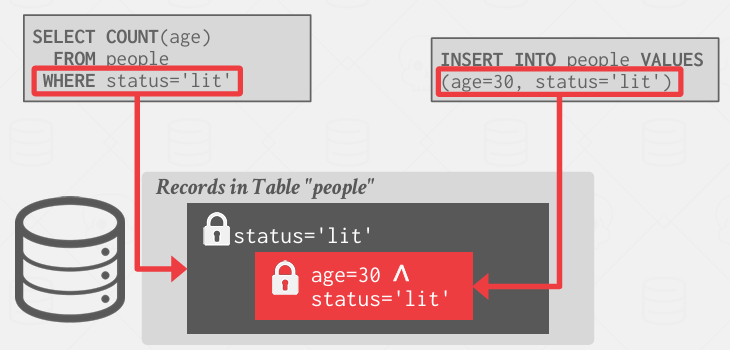 SELECT COUNT(age)
FROM people
WHERE status='lit'
INSERT INTO people VALUES
(age=30, status='lit')
Records in Table "people"
status='lit'
age=30 ∧
status='lit'